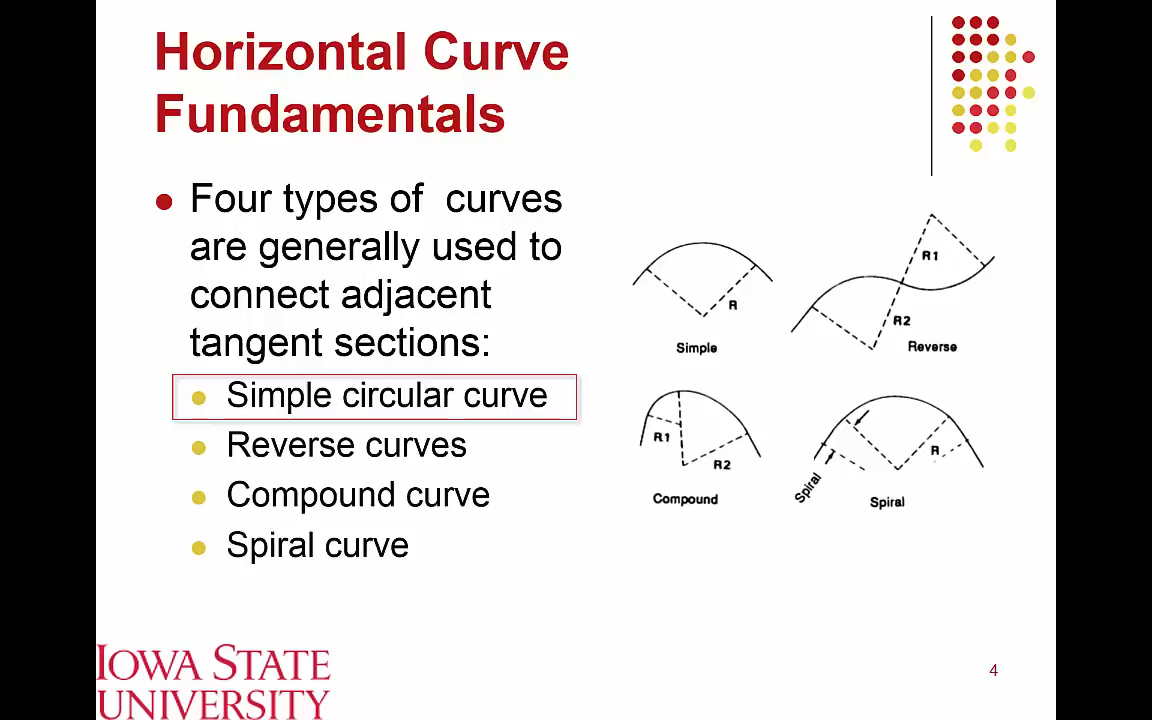 Horizontal Curve
Fundamentals
Four types of curves
are generally used to
connect adjacent
tangent sections:
Simple circular curve
Reverse curves
Compound curve
Spiral curve
R
Simple
R1
R2
Reverse
R1
R2
Compound
R
Spiral
Spiral
IOWA STATE
UNIVERSITY
4